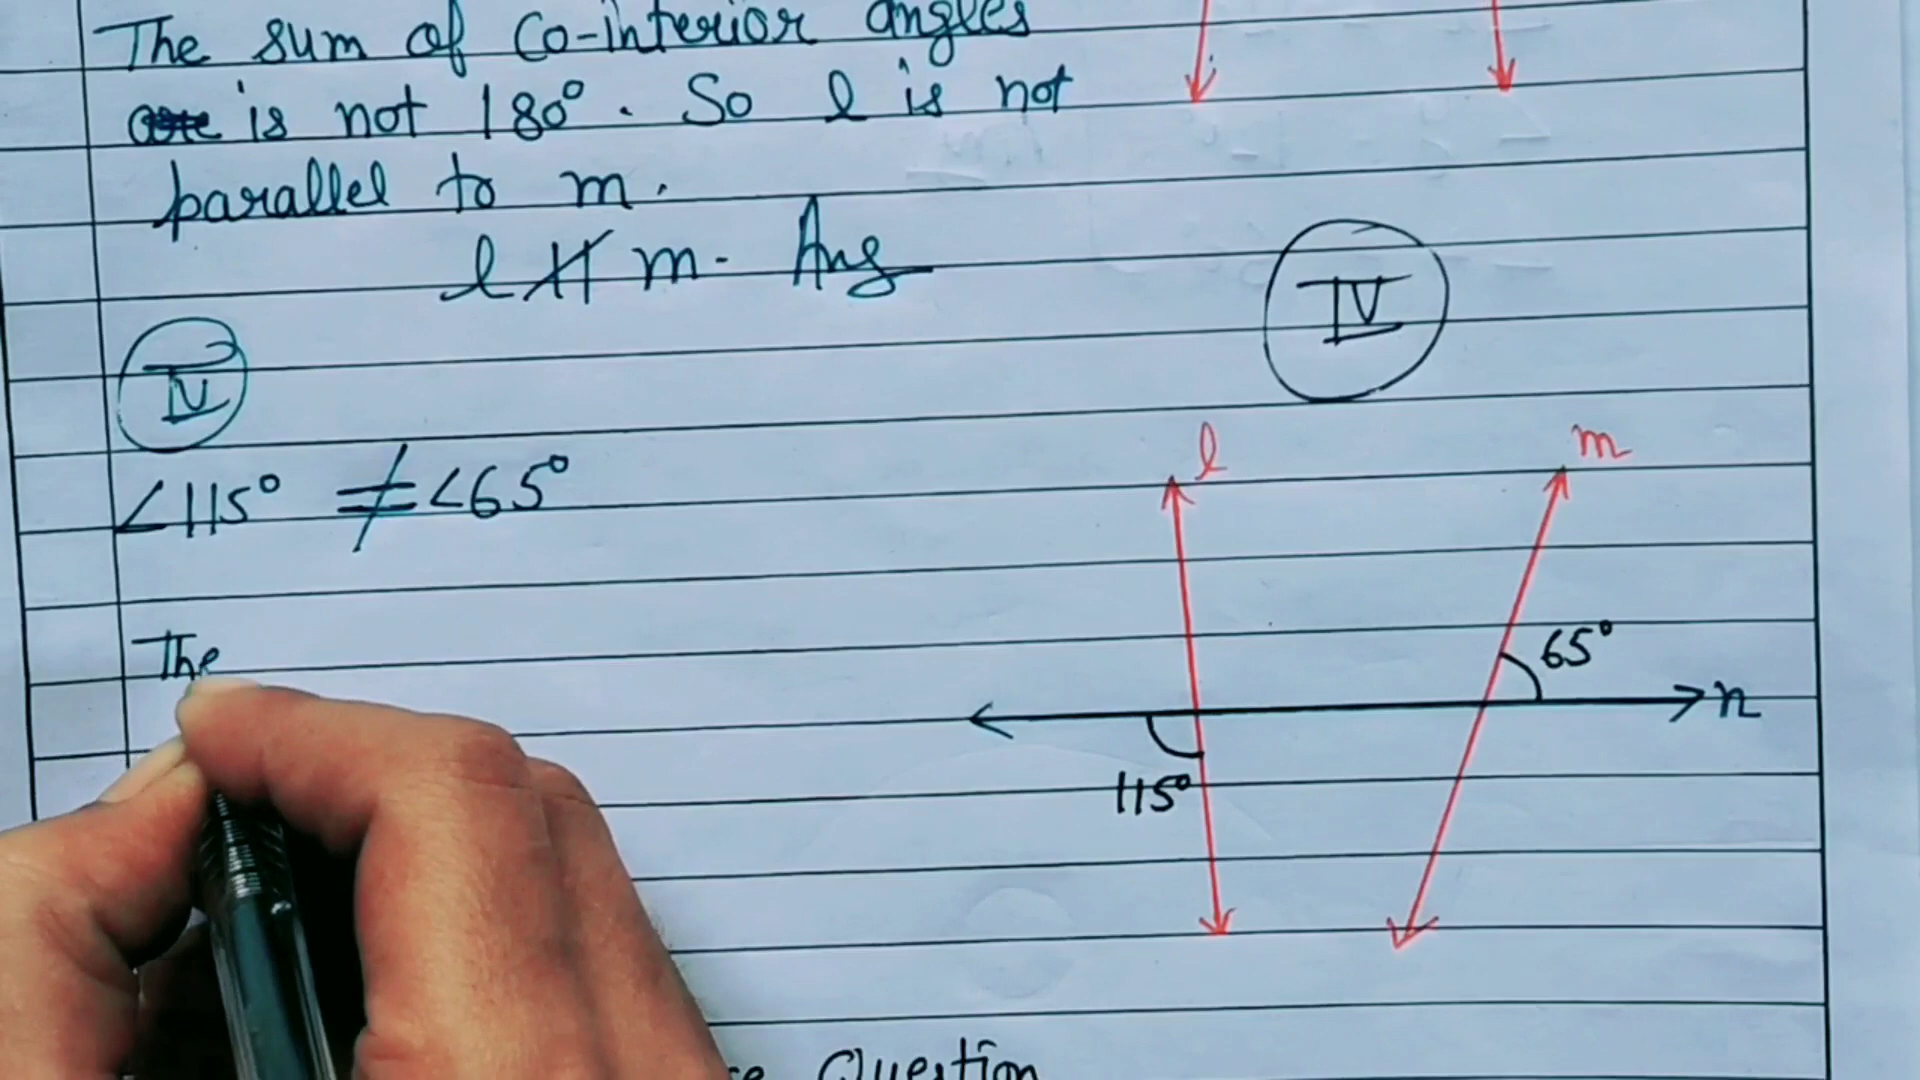 The sum of Co-interior angles
is not 180°. So l is not
parallel to m.
l ∦ m. Ans
IV
IV
∠115° ≠ ∠65°
l
m
The
65°
n
115°
Question